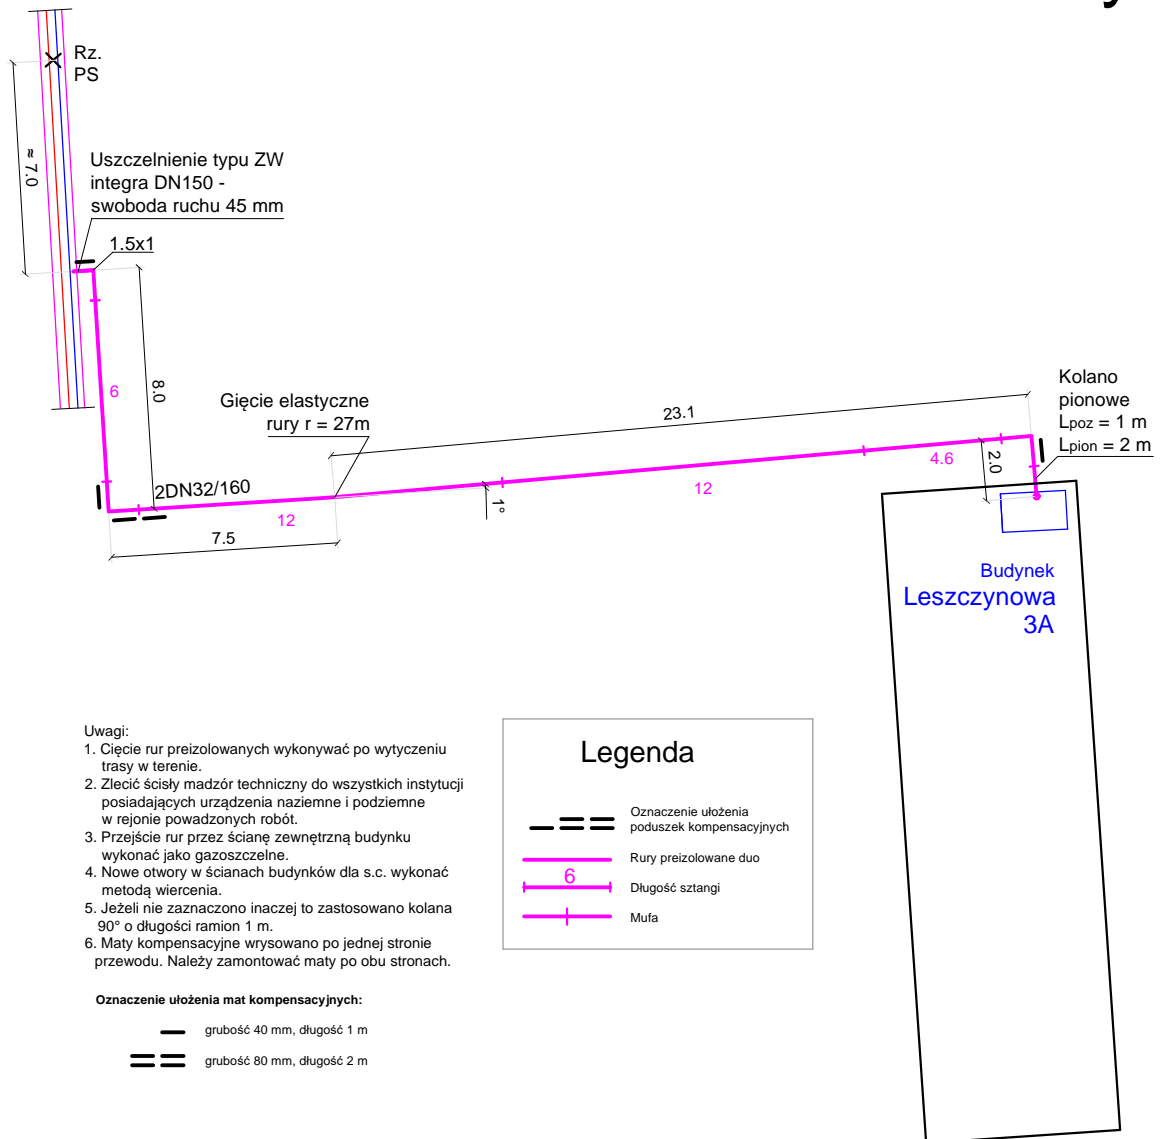 Rz.
PS
≈ 7.0
Uszczelnienie typu ZW
integra DN150 -
swoboda ruchu 45 mm
1.5x1
6
8.0
Gięcie elastyczne
rury r = 27m
23.1
Kolano
pionowe
Lpoz = 1 m
Lpion = 2 m
2DN32/160
12
7.5
1°
12
4.6
2.0
Budynek
Leszczynowa
3A
Uwagi:
1. Cięcie rur preizolowanych wykonywać po wytyczeniu
trasy w terenie.
2. Zlecić ścisły madzór techniczny do wszystkich instytucji
posiadających urządzenia naziemne i podziemne
w rejonie powadzonych robót.
3. Przejście rur przez ścianę zewnętrzną budynku
wykonać jako gazoszczelne.
4. Nowe otwory w ścianach budynków dla s.c. wykonać
metodą wiercenia.
5. Jeżeli nie zaznaczono inaczej to zastosowano kolana
90° o długości ramion 1 m.
6. Maty kompensacyjne wrysowano po jednej stronie
przewodu. Należy zamontować maty po obu stronach.
Oznaczenie ułożenia mat kompensacyjnych:
grubość 40 mm, długość 1 m
grubość 80 mm, długość 2 m
Legenda
Oznaczenie ułożenia
poduszek kompensacyjnych
Rury preizolowane duo
6
Długość sztangi
Mufa